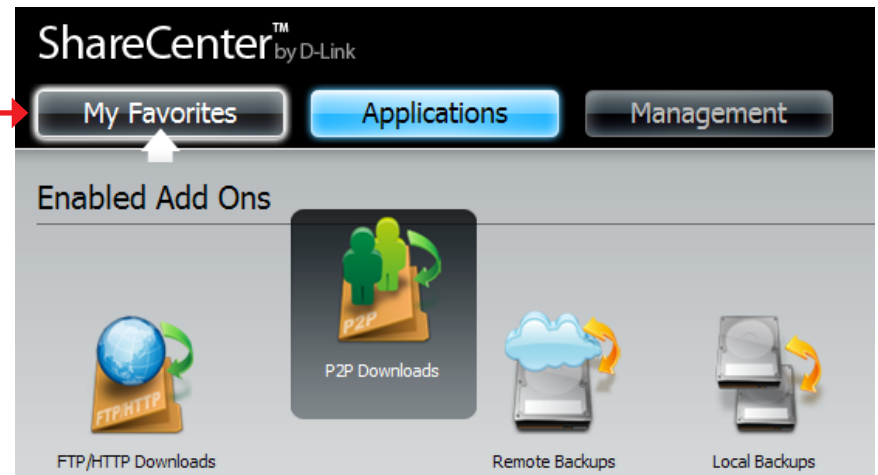 ShareCenter™ by D-Link
My Favorites Applications Management
Enabled Add Ons
P2P
P2P Downloads
FTP/HTTP
FTP/HTTP Downloads Remote Backups Local Backups